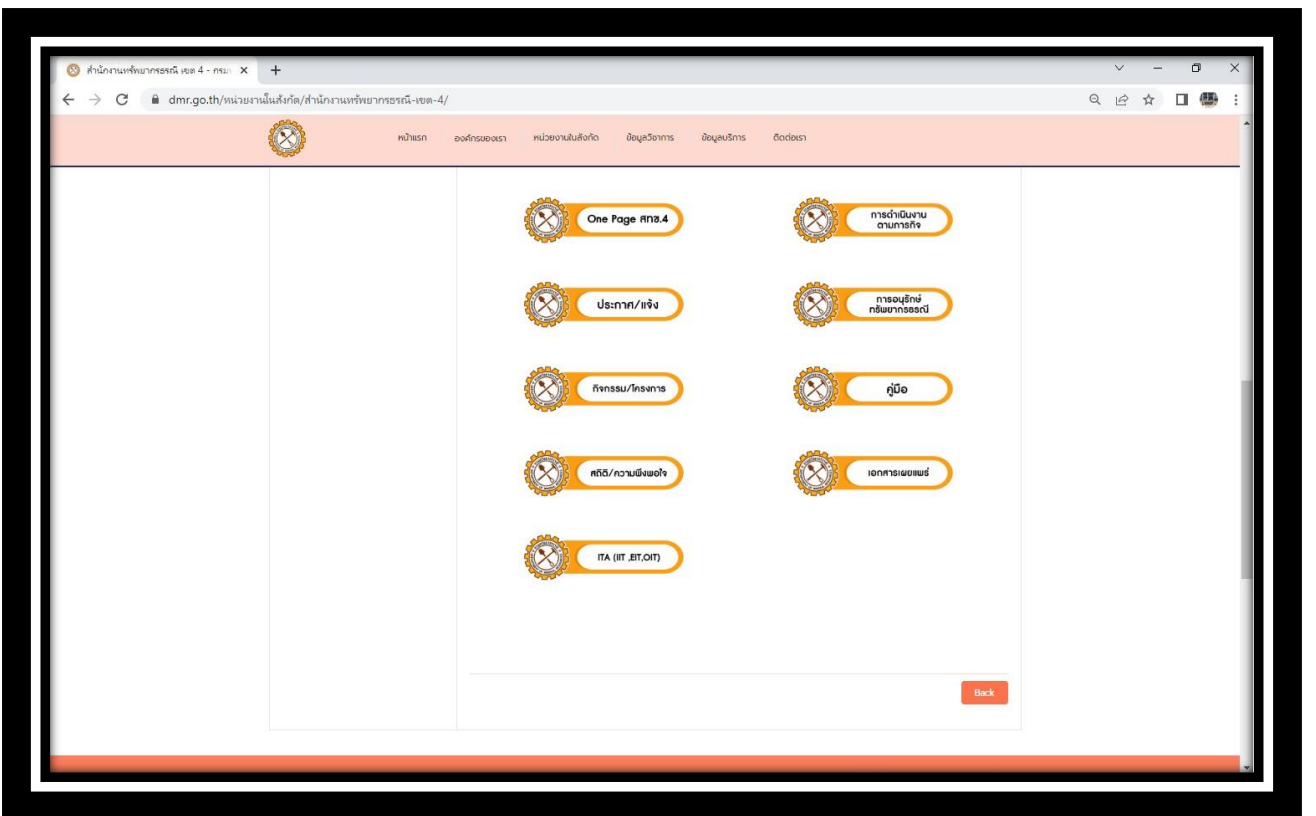 สำนักงานทรัพยากรธรณี เขต 4 - กรม
dmr.go.th/หน่วยงานในสังกัด/สำนักงานทรัพยากรธรณี-เขต-4/
หน้าแรก องค์กรของเรา หน่วยงานในสังกัด ข้อมูลวิชาการ ข้อมูลบริการ ติดต่อเรา
One Page สทข.4
การดำเนินงาน
ตามภารกิจ
ประกาศ/แจ้ง
การอนุรักษ์
ทรัพยากรธรณี
กิจกรรม/โครงการ
คู่มือ
สถิติ/ความพึงพอใจ
เอกสารเผยแพร่
ITA (IIT ,EIT,OIT)
Back